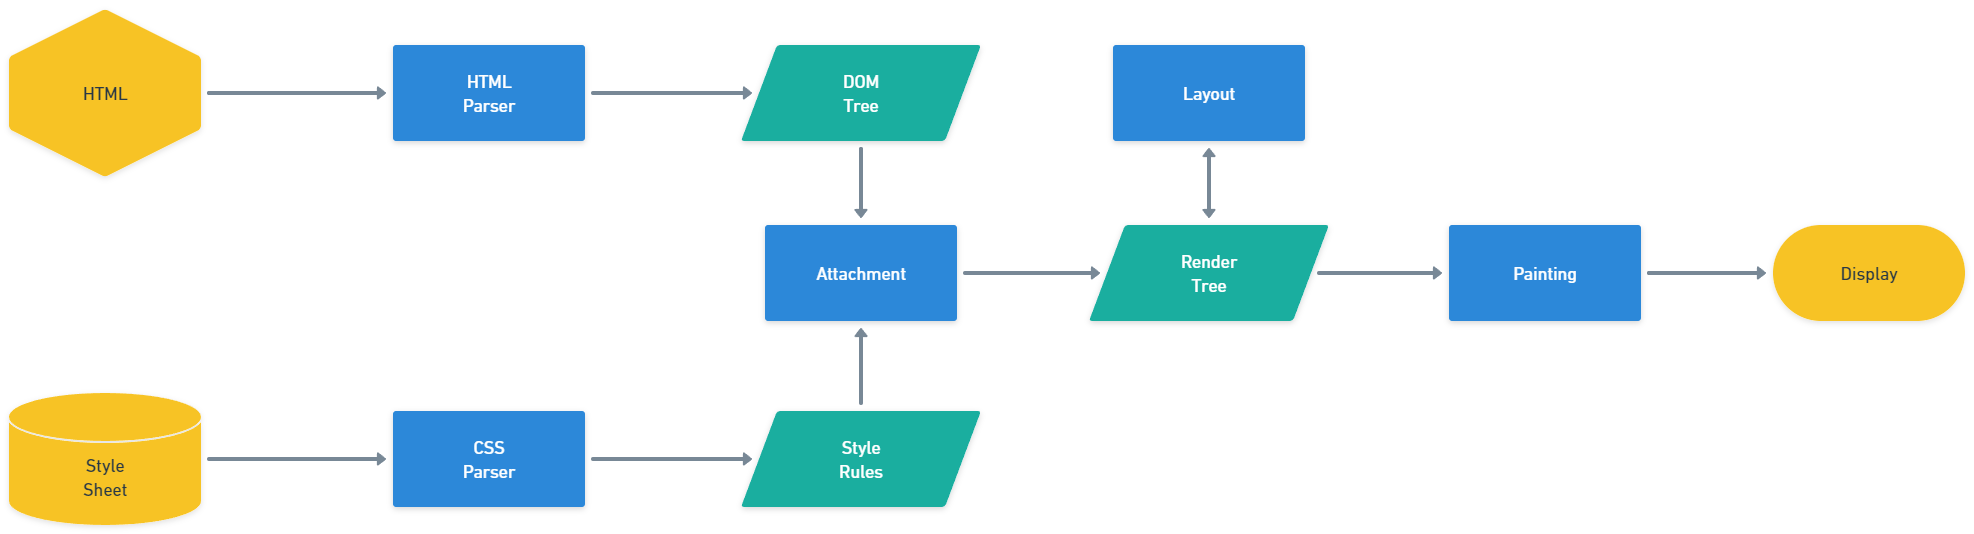 HTML
HTML
Parser
DOM
Tree
Layout
Attachment
Render
Tree
Painting
Display
Style
Sheet
CSS
Parser
Style
Rules